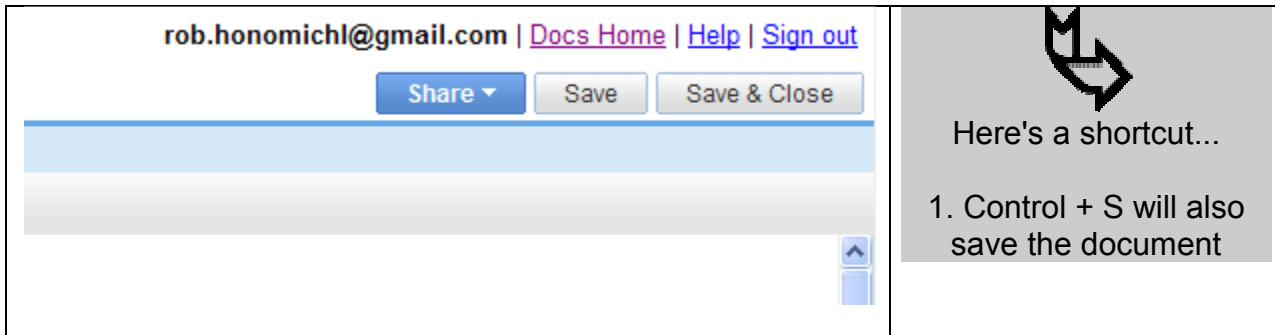 rob.honomichl@gmail.com | Docs Home | Help | Sign out
Share Save Save & Close
Here's a shortcut...
1. Control + S will also
save the document